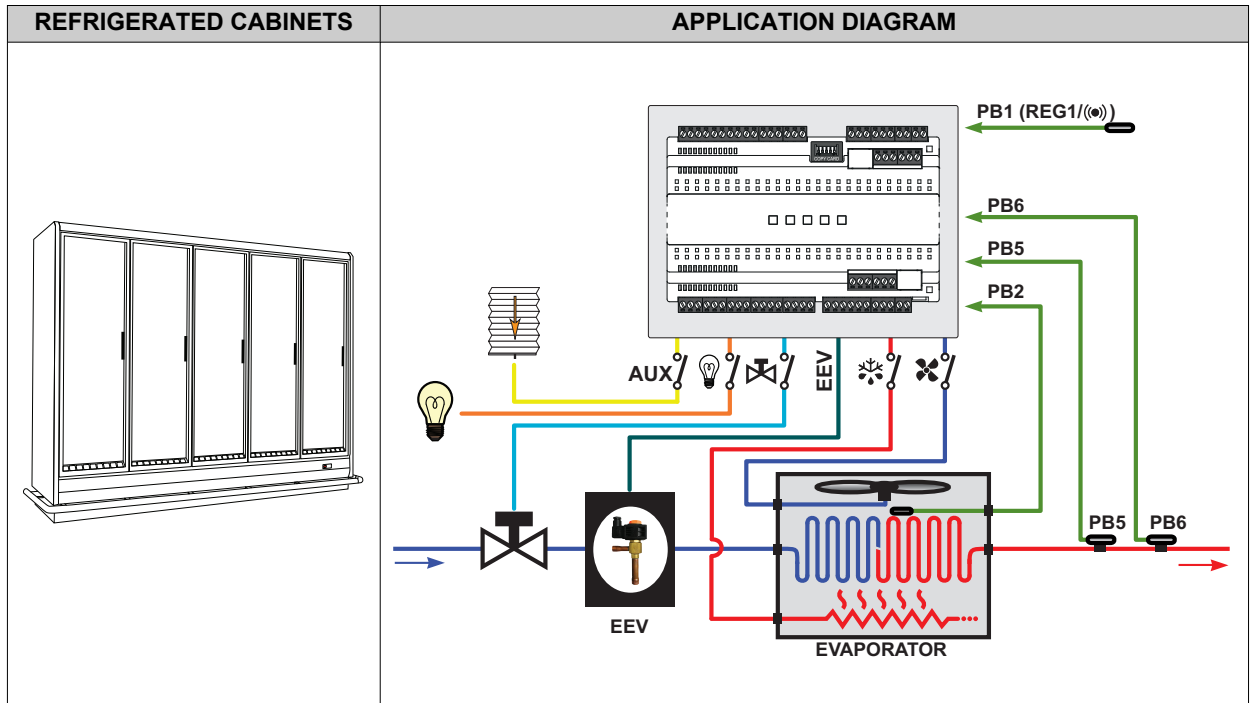 REFRIGERATED CABINETS
APPLICATION DIAGRAM
PB1 (REG1/ )
COPY CARD
PB6
PB5
PB2
AUX
EEV
PB5 PB6
EEV
EVAPORATOR